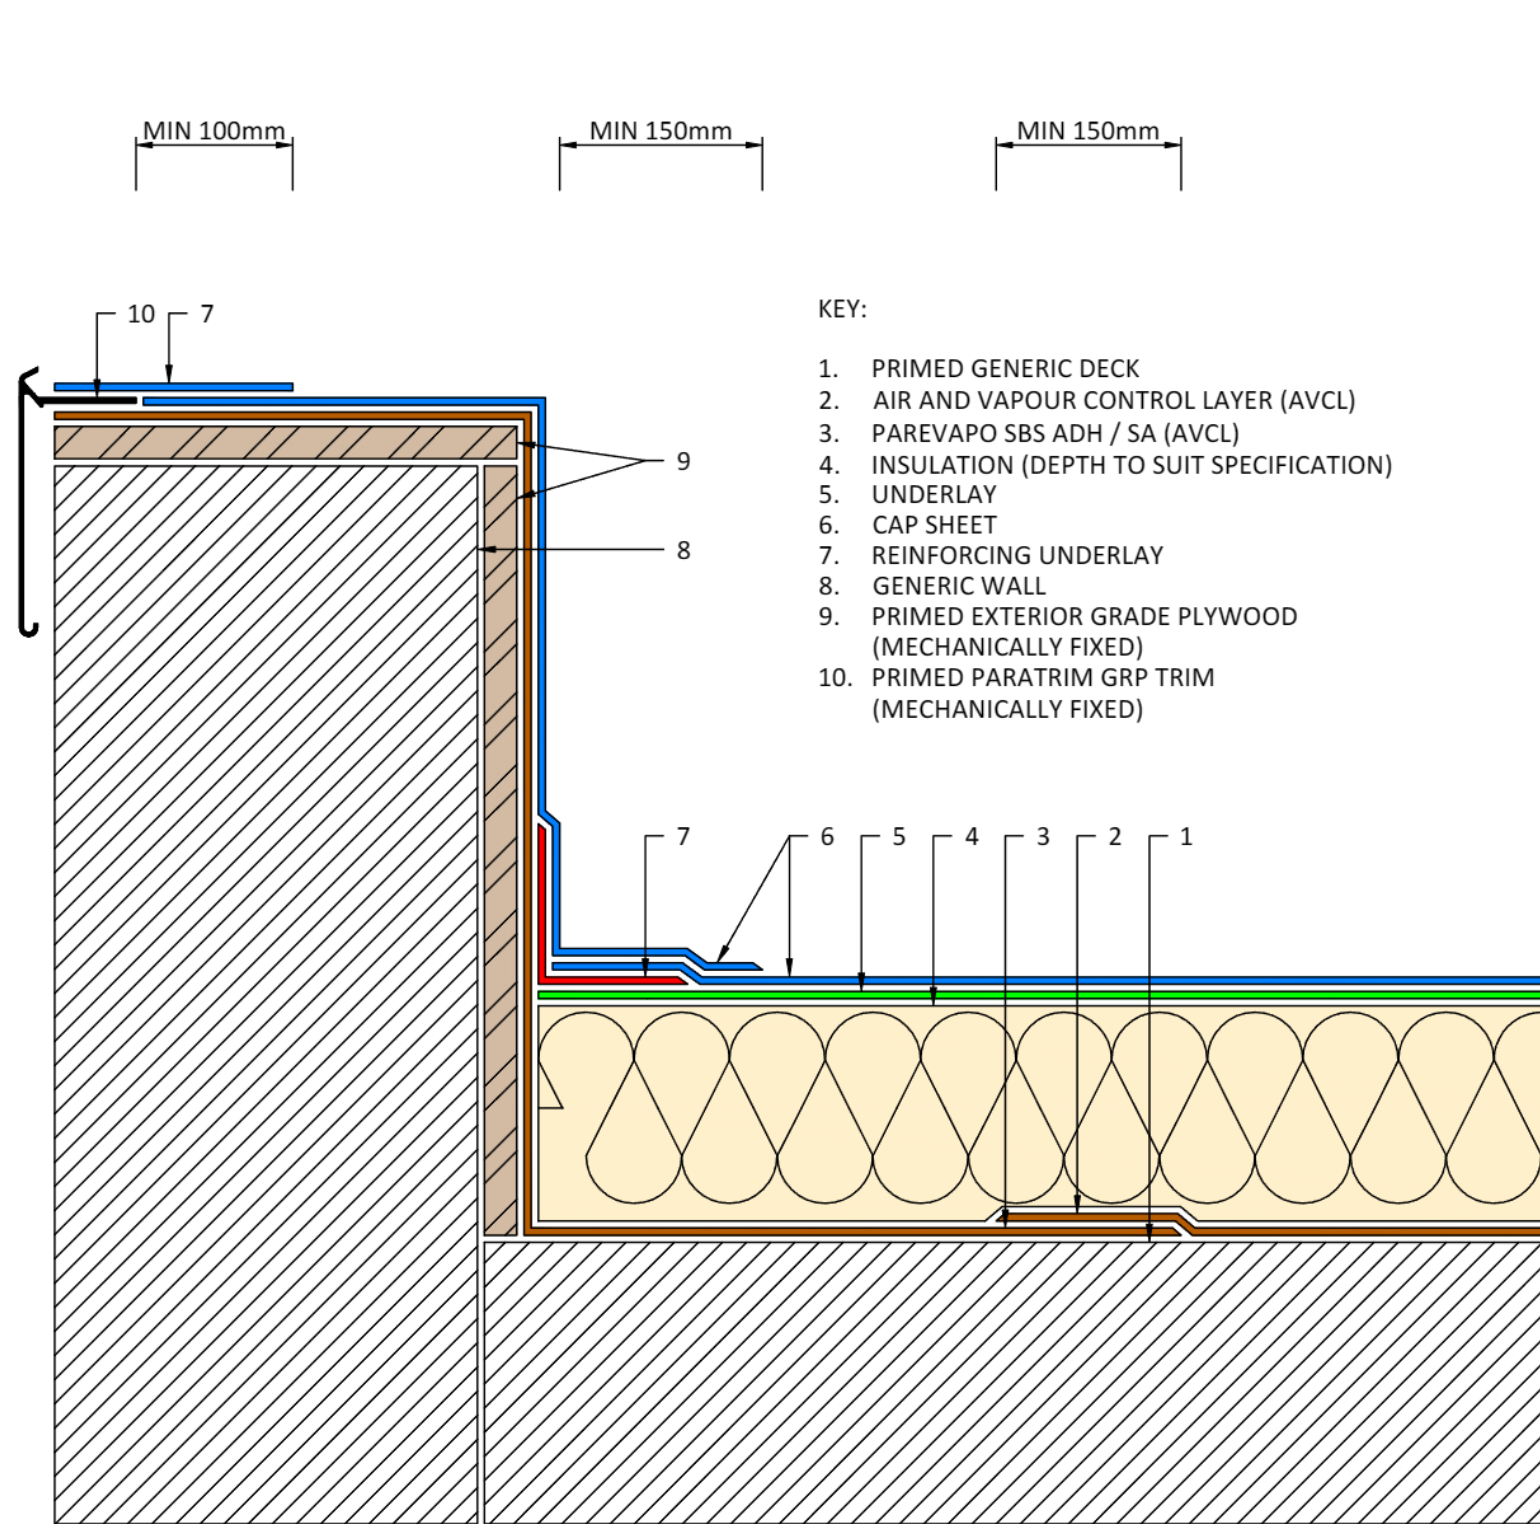 MIN 100mm
MIN 150mm
MIN 150mm
10
7
KEY:
1. PRIMED GENERIC DECK
2. AIR AND VAPOUR CONTROL LAYER (AVCL)
3. PAREVAPO SBS ADH / SA (AVCL)
4. INSULATION (DEPTH TO SUIT SPECIFICATION)
5. UNDERLAY
6. CAP SHEET
7. REINFORCING UNDERLAY
8. GENERIC WALL
9. PRIMED EXTERIOR GRADE PLYWOOD
(MECHANICALLY FIXED)
10. PRIMED PARATRIM GRP TRIM
(MECHANICALLY FIXED)
9
8
7
6
5
4
3
2
1